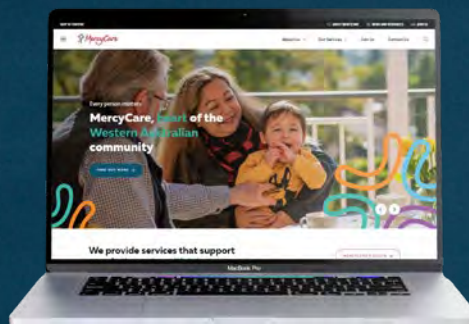 MercyCare
About Us
Our Services
Join Us
Contact Us
Every person matters
MercyCare, heart of the
Western Australian
community
We provide services that support
MacBook Pro